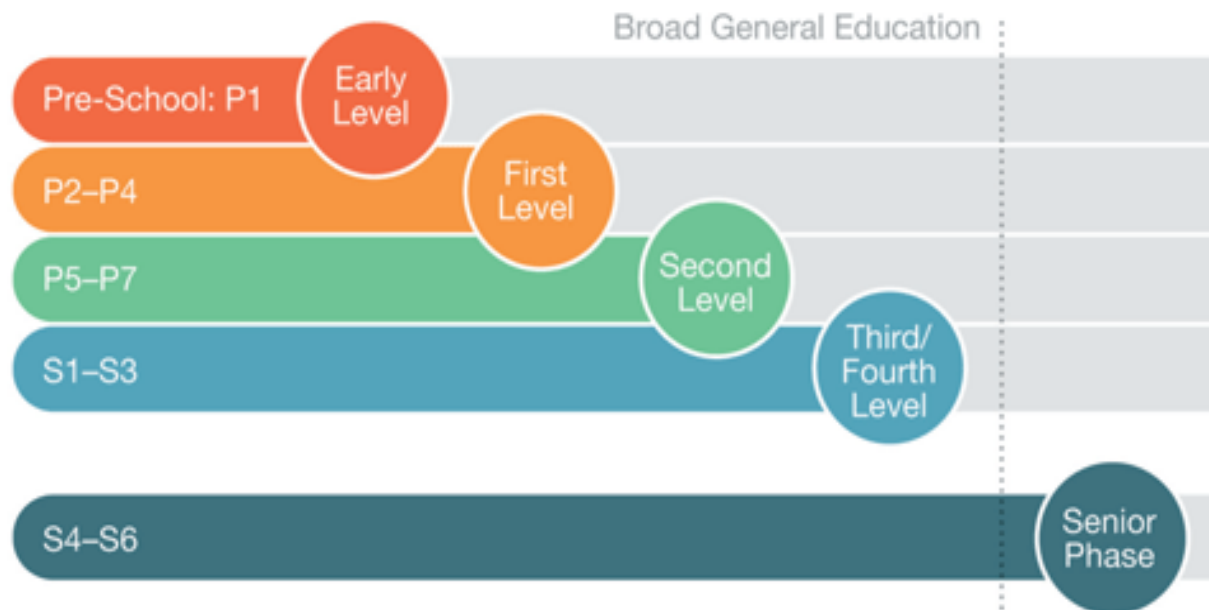 Broad General Education
Pre-School: P1
Early
Level
P2–P4
First
Level
P5–P7
Second
Level
S1–S3
Third/
Fourth
Level
S4–S6
Senior
Phase